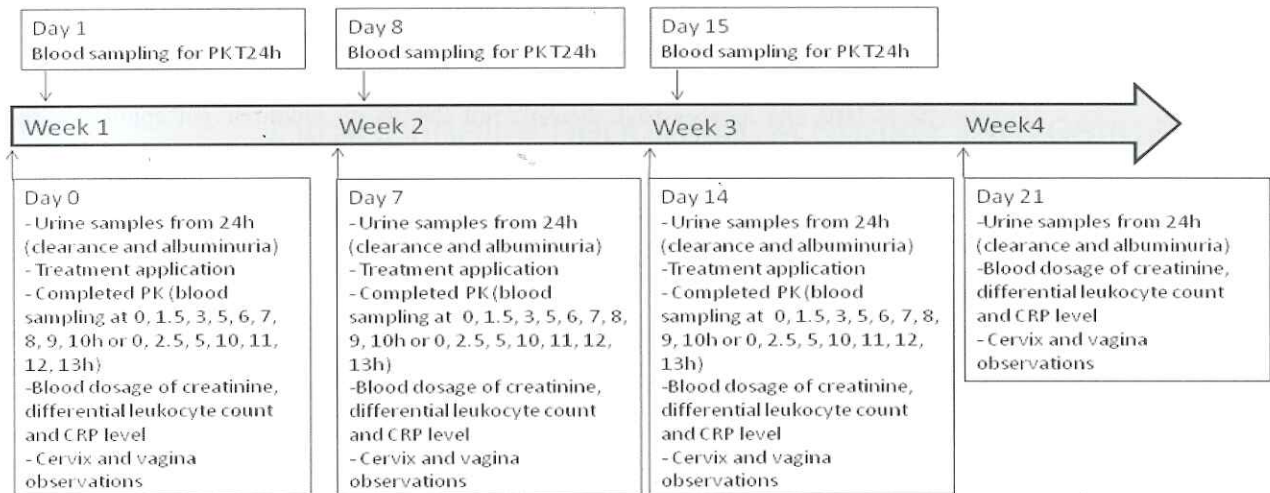 Day 1
Blood sampling for PKT24h
Day 8
Blood sampling for PKT24h
Day 15
Blood sampling for PKT24h
Week 1
Week 2
Week 3
Week4
Day 0
-Urine samples from 24h
(clearance and albuminuria)
- Treatment application
- Completed PK (blood
sampling at 0, 1.5, 3, 5, 6, 7,
8, 9, 10h or 0, 2.5, 5, 10, 11,
12, 13h)
-Blood dosage of creatinine,
differential leukocyte count
and CRP level
- Cervix and vagina
observations
Day 7
-Urine samples from 24h
(clearance and albuminuria)
- Treatment application
- Completed PK (blood
sampling at 0, 1.5, 3, 5, 6, 7, 8,
9, 10h or 0, 2.5, 5, 10, 11, 12,
13h)
-Blood dosage of creatinine,
differential leukocyte count
and CRP level
- Cervix and vagina
observations
Day 14
-Urine samples from 24h
(clearance and albuminuria)
-Treatment application
- Completed PK (blood
sampling at 0, 1.5, 3, 5, 6, 7, 8,
9, 10h or 0, 2.5, 5, 10, 11, 12,
13h)
-Blood dosage of creatinine,
differential leukocyte count
and CRP level
- Cervix and vagina
observations
Day 21
-Urine samples from 24h
(clearance and albuminuria)
-Blood dosage of creatinine,
differential leukocyte count
and CRP level
- Cervix and vagina
observations